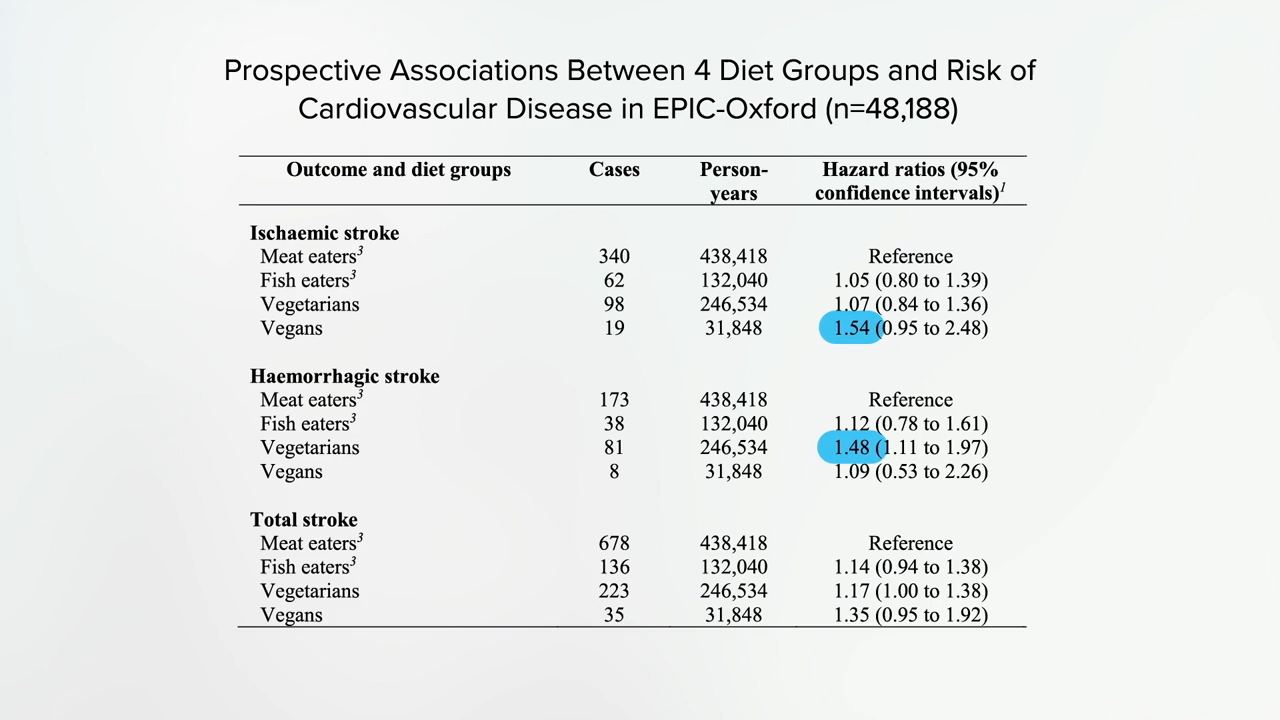 Prospective Associations Between 4 Diet Groups and Risk of
Cardiovascular Disease in EPIC-Oxford (n=48,188)
Outcome and diet groups Cases Person-years Hazard ratios (95% confidence intervals)1
Ischaemic stroke
Meat eaters3 340 438,418 Reference
Fish eaters3 62 132,040 1.05 (0.80 to 1.39)
Vegetarians 98 246,534 1.07 (0.84 to 1.36)
Vegans 19 31,848 1.54 (0.95 to 2.48)
Haemorrhagic stroke
Meat eaters3 173 438,418 Reference
Fish eaters3 38 132,040 1.12 (0.78 to 1.61)
Vegetarians 81 246,534 1.48 (1.11 to 1.97)
Vegans 8 31,848 1.09 (0.53 to 2.26)
Total stroke
Meat eaters3 678 438,418 Reference
Fish eaters3 136 132,040 1.14 (0.94 to 1.38)
Vegetarians 223 246,534 1.17 (1.00 to 1.38)
Vegans 35 31,848 1.35 (0.95 to 1.92)